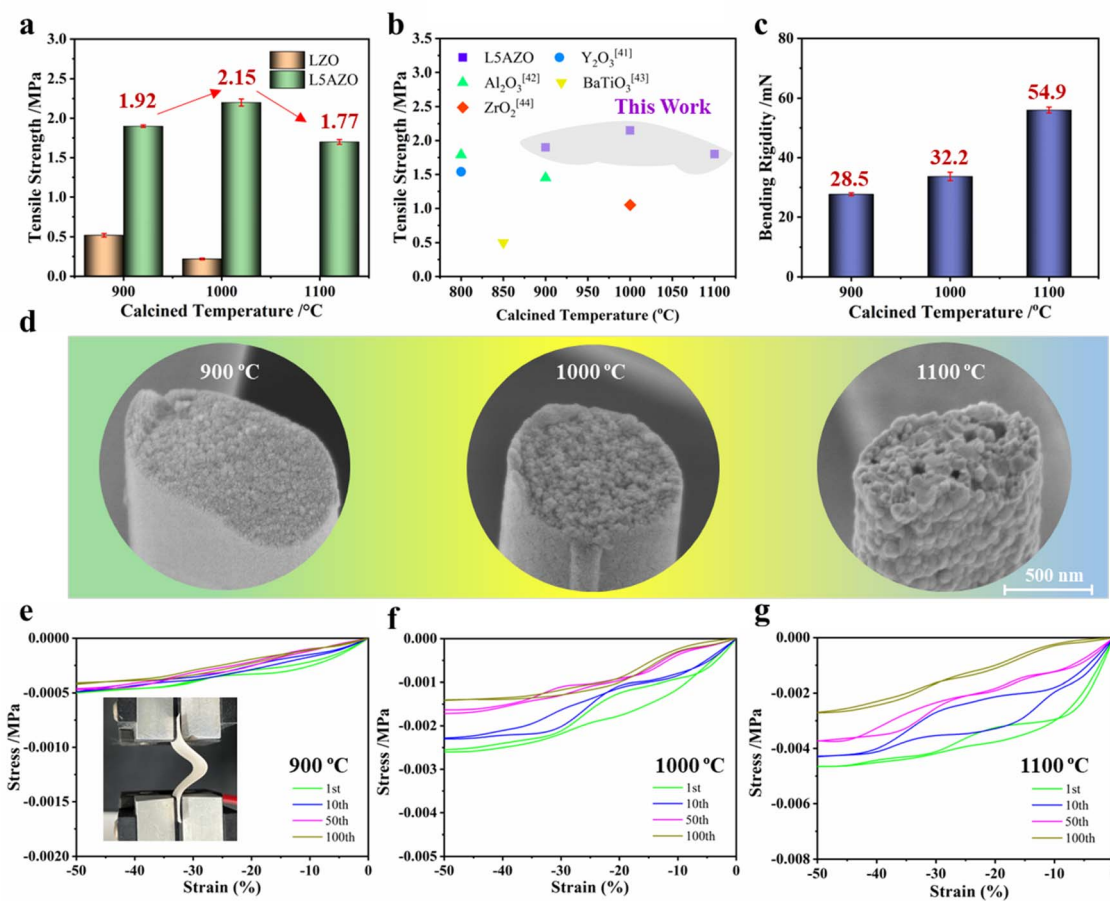 a
Tensile Strength /MPa
3.0
2.5
2.0
1.5
1.0
0.5
0.0
LZO
L5AZO
1.92
2.15
1.77
900
1000
1100
Calcined Temperature /°C
b
Tensile Strength /MPa
3.5
3.0
2.5
2.0
1.5
1.0
0.5
0.0
L5AZO
Y₂O₃[41]
Al₂O₃[42]
BaTiO₃[43]
ZrO₂[44]
This Work
800
850
900
950
1000
1050
1100
Calcined Temperature (°C)
c
Bending Rigidity /mN
80
60
40
20
0
28.5
32.2
54.9
900
1000
1100
Calcined Temperature /°C
d
900 °C
1000 °C
1100 °C
500 nm
e
Stress /MPa
0.0000
-0.0005
-0.0010
-0.0015
-0.0020
900 °C
1st
10th
50th
100th
-50
-40
-30
-20
-10
0
Strain (%)
f
Stress /MPa
0.000
-0.001
-0.002
-0.003
-0.004
-0.005
1000 °C
1st
10th
50th
100th
-50
-40
-30
-20
-10
0
Strain (%)
g
Stress /MPa
0.000
-0.002
-0.004
-0.006
-0.008
1100 °C
1st
10th
50th
100th
-50
-40
-30
-20
-10
Strain (%)